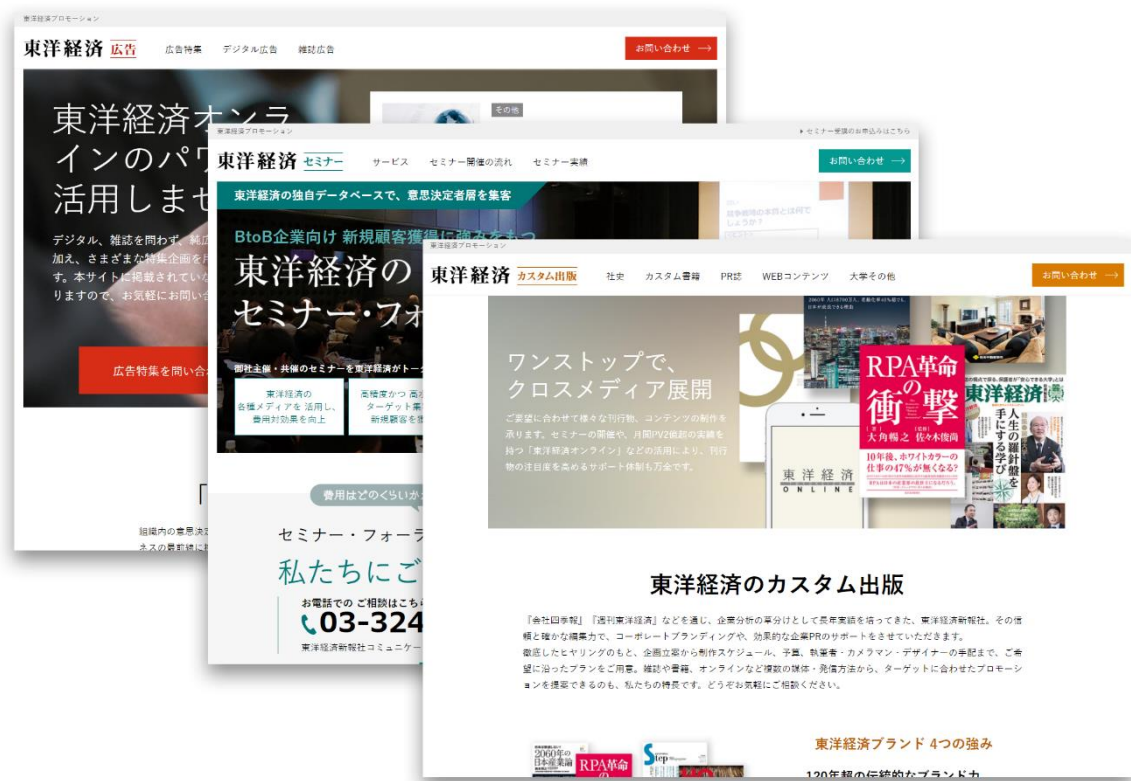 東洋経済プロモーション
東洋経済 広告
広告特集
デジタル広告
雑誌広告
お問い合わせ
東洋経済オンラ
インのパワ
活用しませ
その他
デジタル、雑誌を問わず、純広
加え、さまざまな特集企画を用
す。本サイトに掲載されていな
りますので、お気軽にお問い合
広告特集を問い合
組織内の意思決定
ネスの最前線に
東洋経済プロモーション
セミナー受講のお申込みはこちら
東洋経済 セミナー
サービス
セミナー開催の流れ
セミナー実績
お問い合わせ
東洋経済の独自データベースで、意思決定者層を集客
BtoB企業向け 新規顧客獲得に強みをもつ
東洋経済の
セミナー・フォ
御社主催・共催のセミナーを東洋経済がトー
東洋経済の
各種メディアを 活用し、
費用対効果を向上
高精度かつ 高
ターゲット集
新規顧客を
費用はどのくらいか
セミナー・フォーラ
私たちにご
お電話での ご相談はこちら
03-324
東洋経済新報社コミュニケー
東洋経済プロモーション
東洋経済 カスタム出版
社史
カスタム書籍
PR誌
WEBコンテンツ
大学その他
お問い合わせ
ワンストップで、
クロスメディア展開
ご要望に合わせて様々な刊行物、コンテンツの制作を
承ります。セミナーの開催や、月間PV2億超の実績を
持つ「東洋経済オンライン」などの活用により、刊行
物の注目度を高めるサポート体制も万全です。
東洋経済
ONLINE
RPA革命
の
衝撃
大角暢之
佐々木俊尚
10年後、ホワイトカラーの
仕事の47%が無くなる?
東洋経済
人生の羅針盤を
手にする学び
東洋経済のカスタム出版
『会社四季報』『週刊東洋経済』などを通じ、企業分析の草分けとして長年実績を培ってきた、東洋経済新報社。その信
頼と確かな編集力で、コーポレートブランディングや、効果的な企業PRのサポートをさせていただきます。
徹底したヒヤリングのもと、企画立案から制作スケジュール、予算、執筆者・カメラマン・デザイナーの手配まで、ご希
望に沿ったプランをご用意。雑誌や書籍、オンラインなど複数の媒体・発信方法から、ターゲットに合わせたプロモーシ
ョンを提案できるのも、私たちの特長です。どうぞお気軽にご相談ください。
2060年の
日本産業論
RPA革命
の
Step
東洋経済ブランド 4つの強み
120年超の伝統的なブランド力